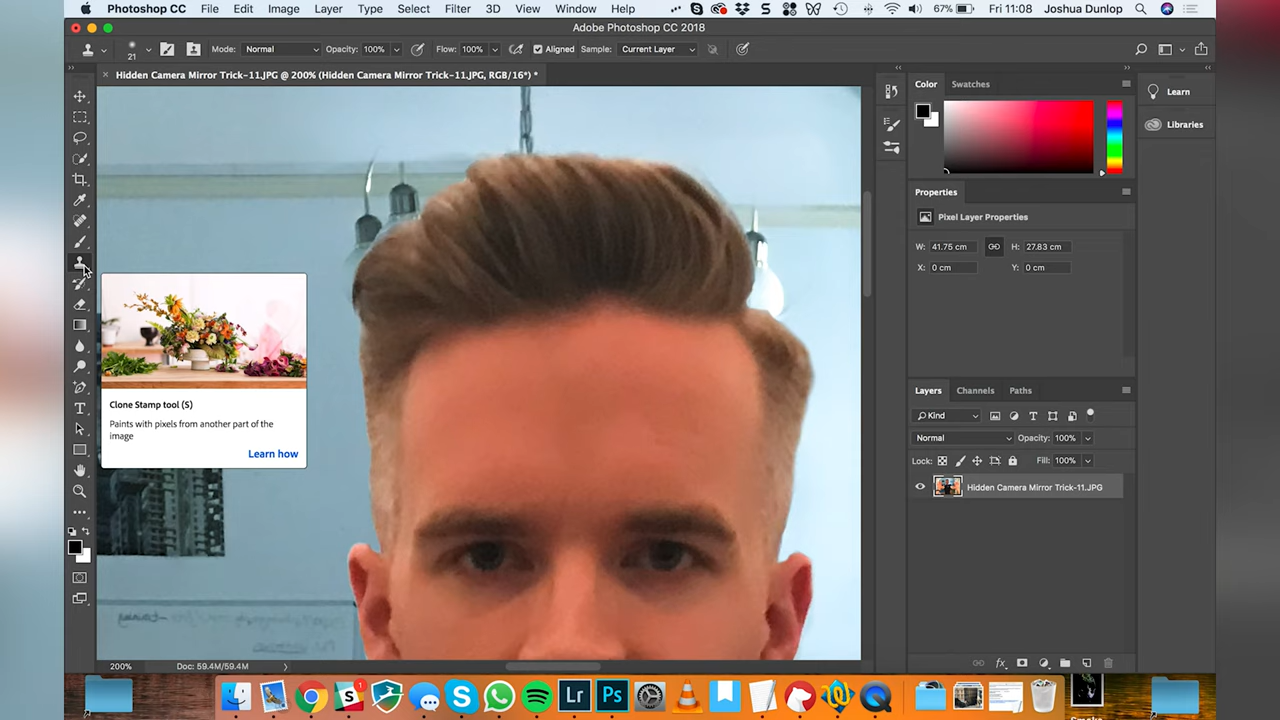 Photoshop CC File Edit Image Layer Type Select Filter 3D View Window Help 67% Fri 11:08 Joshua Dunlop
Adobe Photoshop CC 2018
21 Mode: Normal Opacity: 100% Flow: 100% Aligned Sample: Current Layer
Hidden Camera Mirror Trick-11.JPG @ 200% (Hidden Camera Mirror Trick-11.JPG, RGB/16*) *
Color Swatches
Learn
Libraries
Properties
Pixel Layer Properties
W: 41.75 cm H: 27.83 cm
X: 0 cm Y: 0 cm
Clone Stamp tool (S)
Paints with pixels from another part of the
image
Learn how
Layers Channels Paths
Kind
Normal Opacity: 100%
Lock: Fill: 100%
Hidden Camera Mirror Trick-11.JPG
200% Doc: 59.4M/59.4M
fx
1
Lr Ps